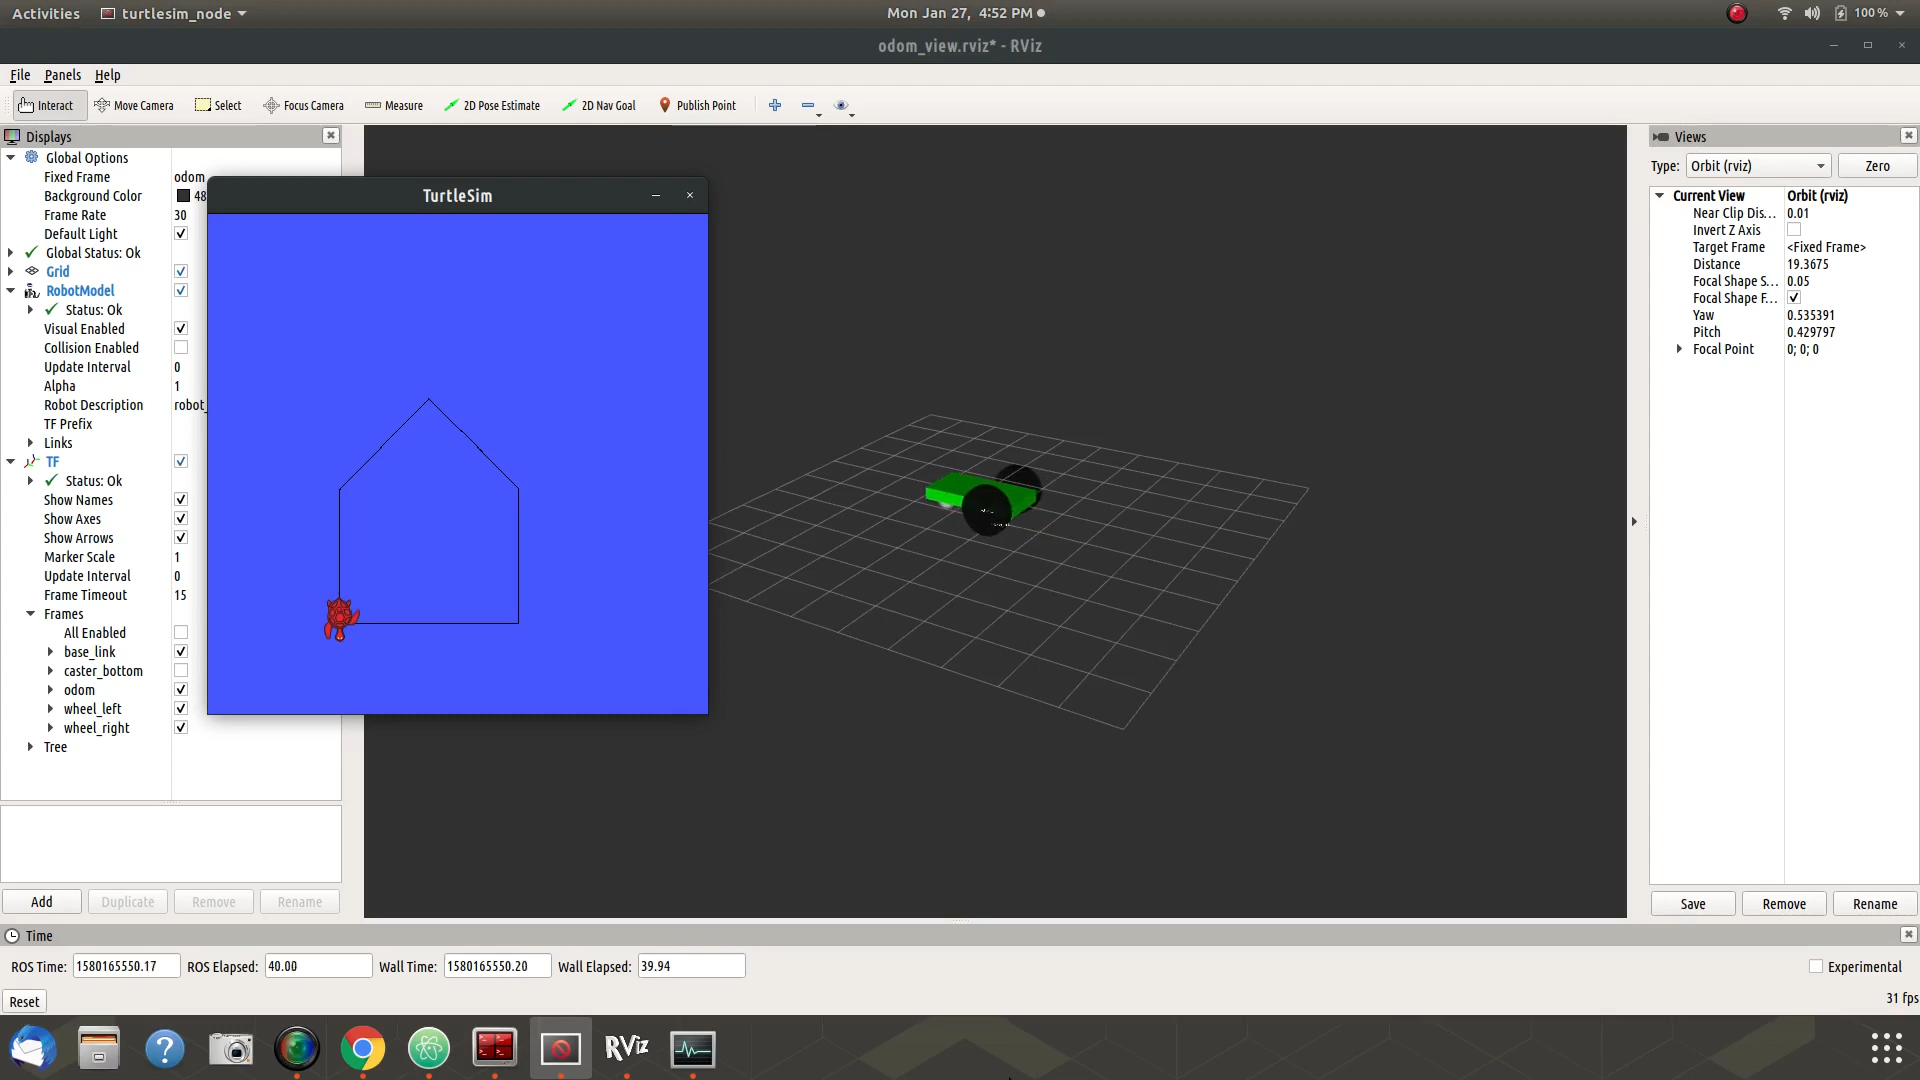 Activities turtlesim_node Mon Jan 27, 4:52 PM 100 %
odom_view.rviz* - RViz
File Panels Help
Interact Move Camera Select Focus Camera Measure 2D Pose Estimate 2D Nav Goal Publish Point
Displays
Global Options
Fixed Frame odom
Background Color 48
Frame Rate 30
Default Light
Global Status: Ok
Grid
RobotModel
Status: Ok
Visual Enabled
Collision Enabled
Update Interval 0
Alpha 1
Robot Description robot_
TF Prefix
Links
TF
Status: Ok
Show Names
Show Axes
Show Arrows
Marker Scale 1
Update Interval 0
Frame Timeout 15
Frames
All Enabled
base_link
caster_bottom
odom
wheel_left
wheel_right
Tree
Add Duplicate Remove Rename
TurtleSim
Views
Type: Orbit (rviz) Zero
Current View Orbit (rviz)
Near Clip Dis... 0.01
Invert Z Axis
Target Frame <Fixed Frame>
Distance 19.3675
Focal Shape S... 0.05
Focal Shape F...
Yaw 0.535391
Pitch 0.429797
Focal Point 0; 0; 0
Save Remove Rename
Time
ROS Time: 1580165550.17 ROS Elapsed: 40.00 Wall Time: 1580165550.20 Wall Elapsed: 39.94 Experimental
Reset 31 fps
RViz